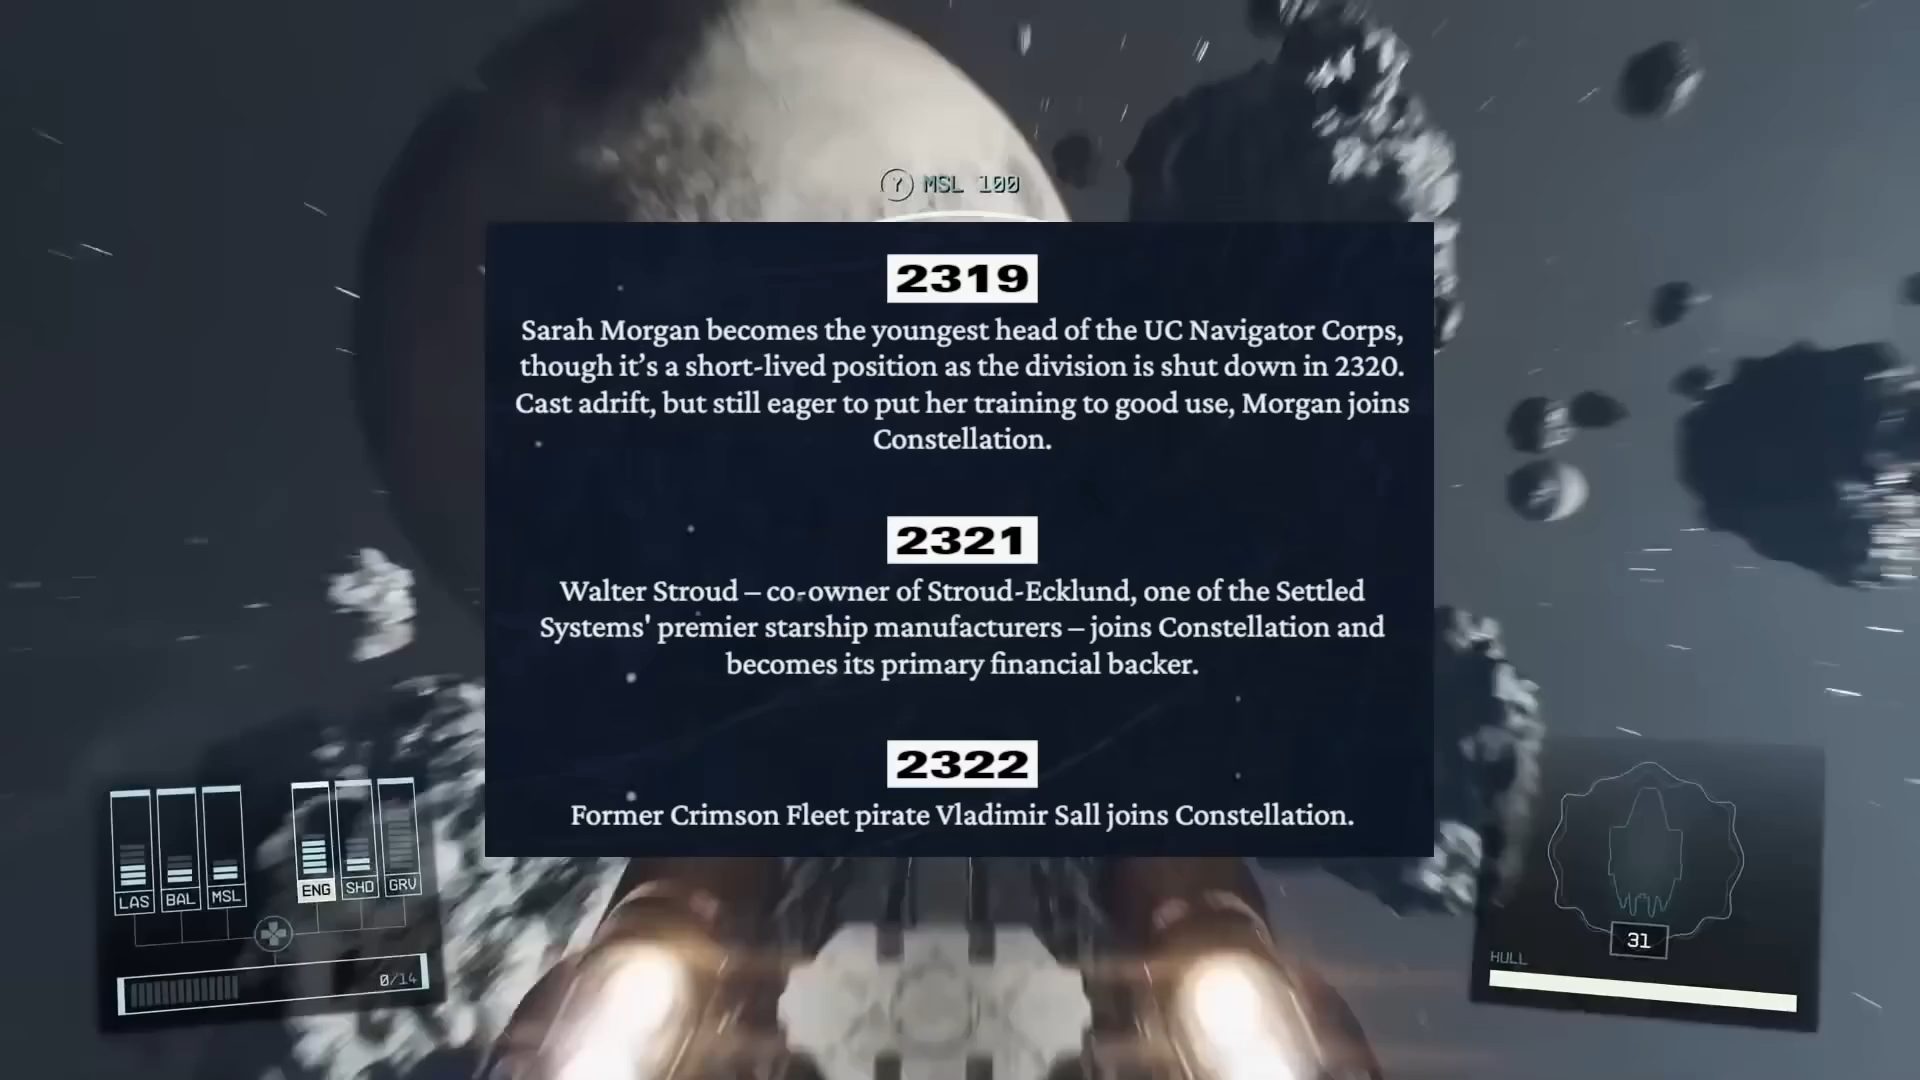 Y MSL 100
2319
Sarah Morgan becomes the youngest head of the UC Navigator Corps,
though it’s a short-lived position as the division is shut down in 2320.
Cast adrift, but still eager to put her training to good use, Morgan joins
Constellation.
2321
Walter Stroud – co-owner of Stroud-Ecklund, one of the Settled
Systems' premier starship manufacturers – joins Constellation and
becomes its primary financial backer.
2322
Former Crimson Fleet pirate Vladimir Sall joins Constellation.
LAS BAL MSL ENG SHD GRV
0/14
31
HULL